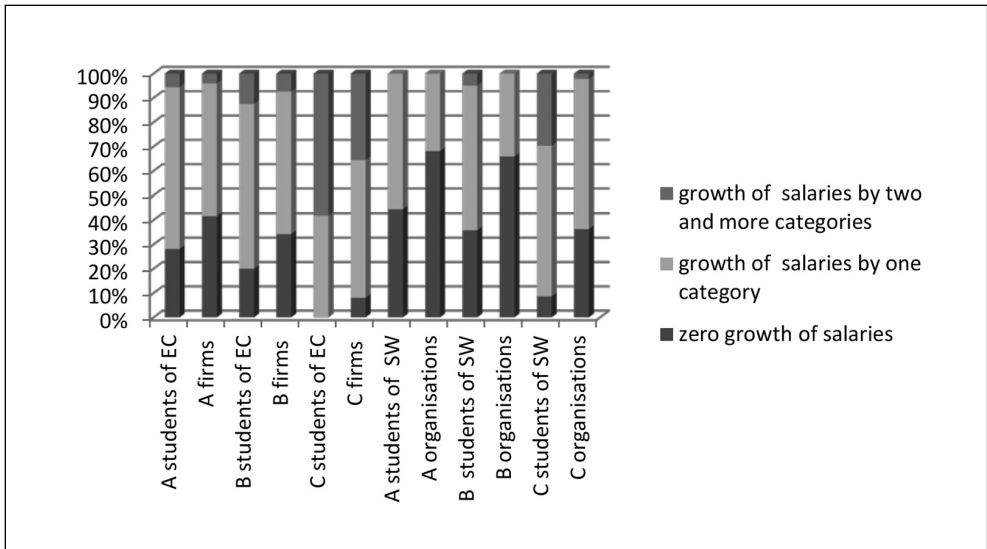 100%
90%
80%
70%
60%
50%
40%
30%
20%
10%
0%
A students of EC
A firms
B students of EC
B firms
C students of EC
C firms
A students of SW
A organisations
B students of SW
B organisations
C students of SW
C organisations
growth of salaries by two
and more categories
growth of salaries by one
category
zero growth of salaries